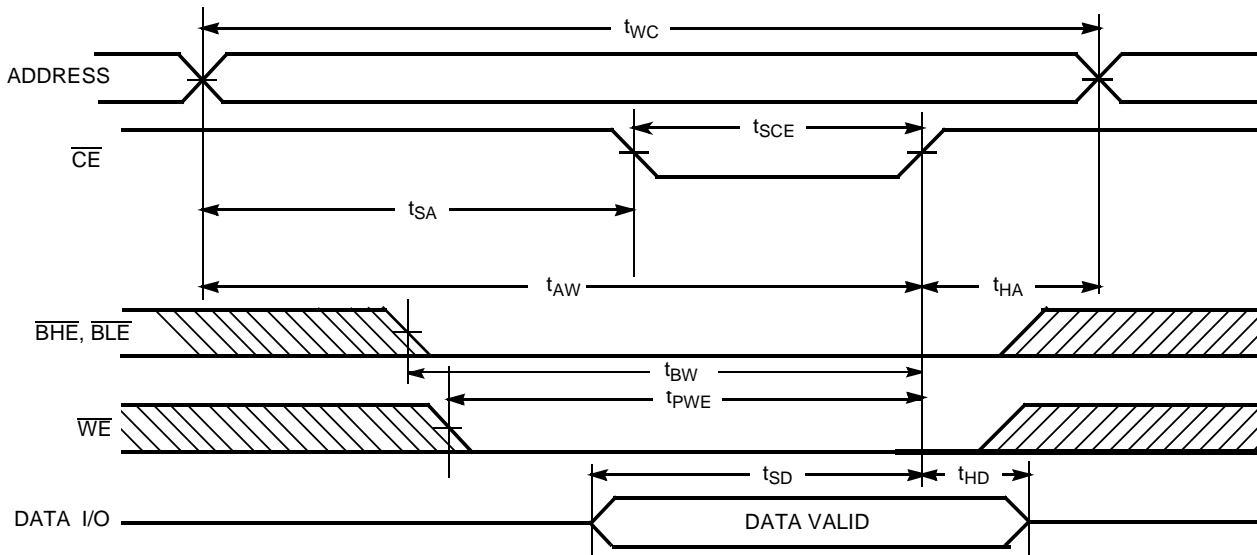 tWC
ADDRESS
tSCE
CE
tSA
tAW
tHA
BHE, BLE
tBW
tPWE
WE
tSD
tHD
DATA I/O
DATA VALID